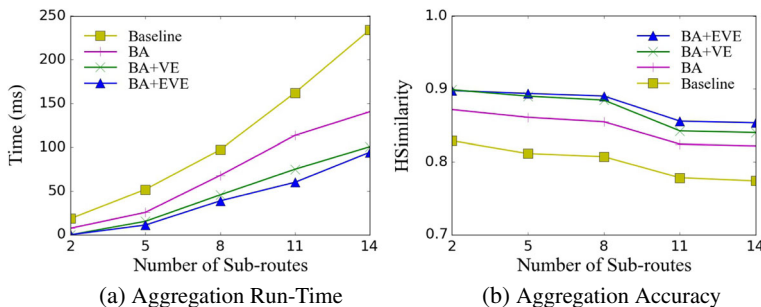 250
200
150
100
50
0
Time (ms)
Baseline
BA
BA+VE
BA+EVE
2 5 8 11 14
Number of Sub-routes
(a) Aggregation Run-Time
1.0
0.9
0.8
0.7
HSimilarity
BA+EVE
BA+VE
BA
Baseline
2 5 8 11 14
Number of Sub-routes
(b) Aggregation Accuracy